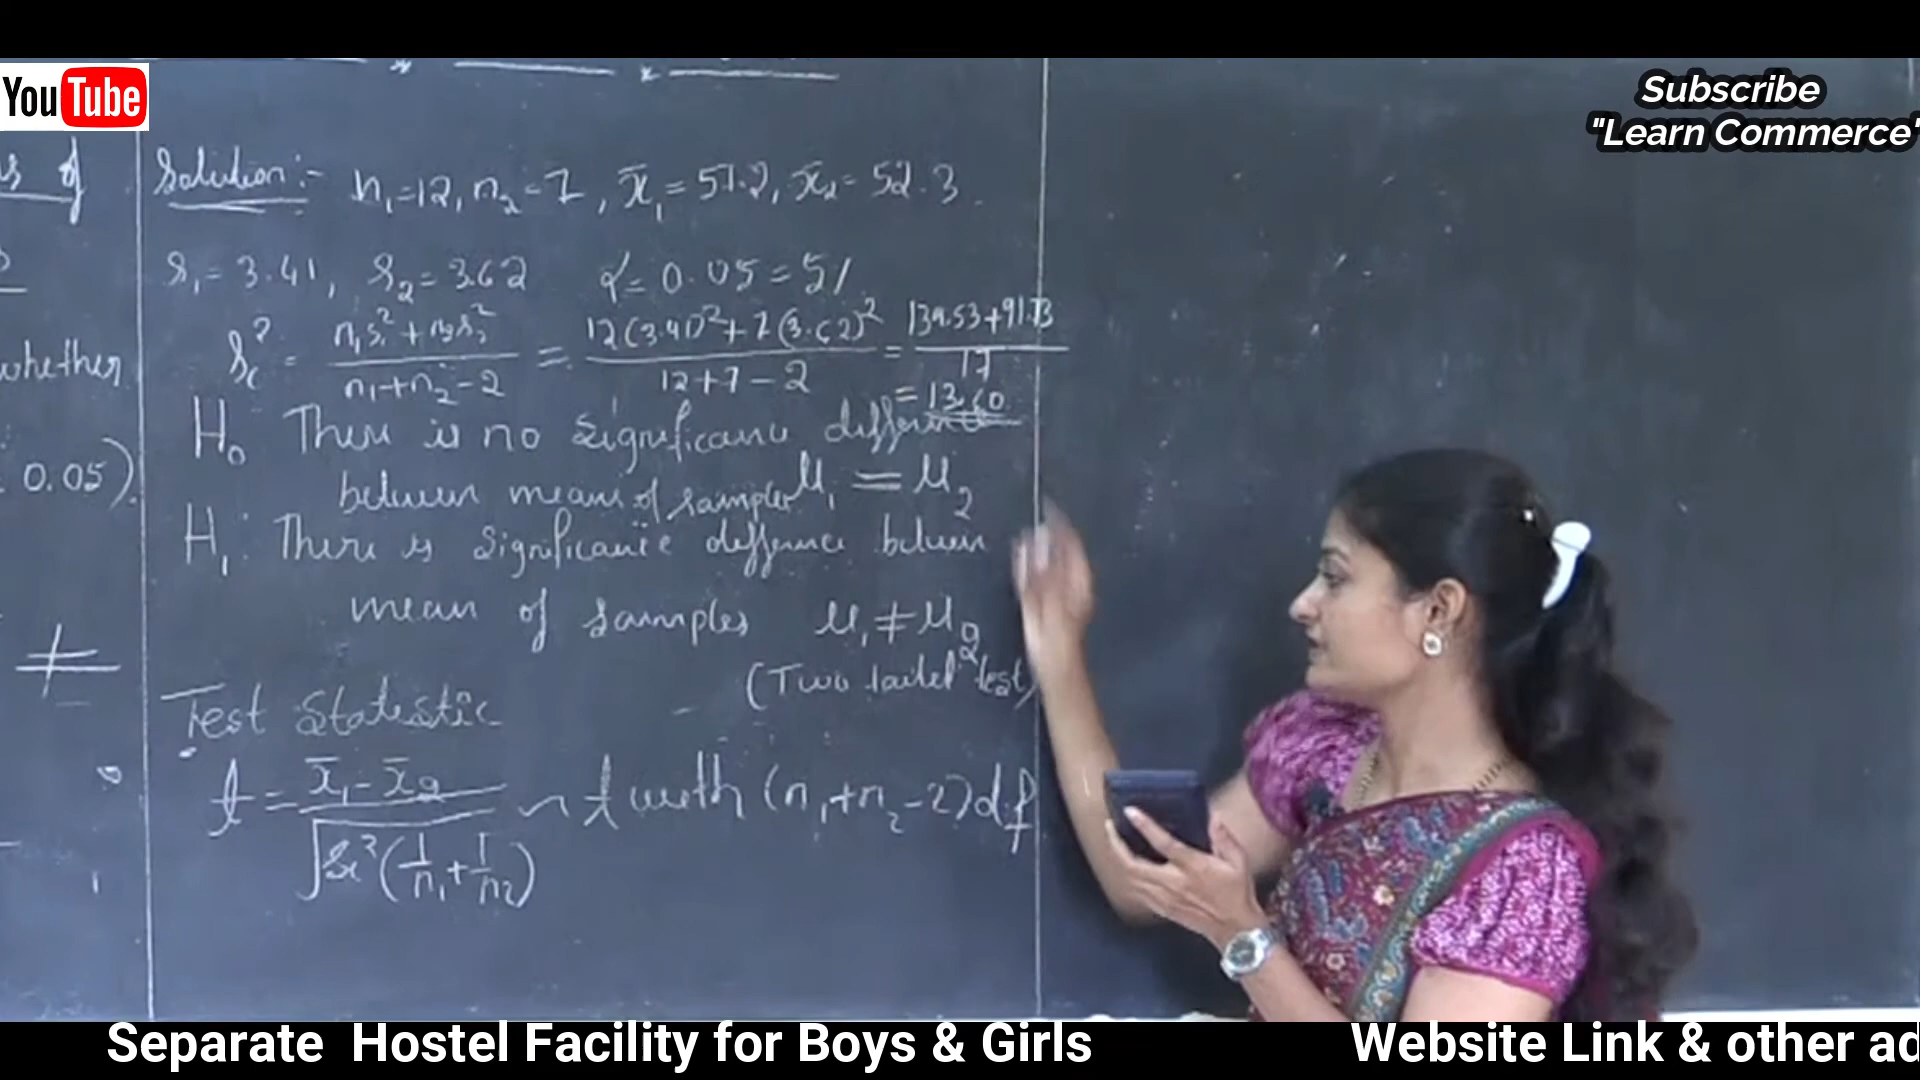 YouTube
Subscribe
"Learn Commerce"
s of
Solution:- n₁=12, n₂=7, x̄₁=57.2, x̄₂=52.3.
s₁=3.41, s₂=3.62 α=0.05=5%
Sc² = (n₁s₁²+n₂s₂²)/(n₁+n₂-2) = (12(3.41)²+7(3.62)²)/(12+7-2) = (139.53+91.73)/17
= 13.60
whether
H₀ There is no significance difference
0.05).
between means of samples μ₁ = μ₂
H₁: There is significance difference between
mean of samples μ₁ ≠ μ₂
(Two tailed test)
Test Statestic
t = (x̄₁-x̄₂)/√(Sc²(1/n₁+1/n₂)) ~ t with (n₁+n₂-2)d.f
Separate Hostel Facility for Boys & Girls
Website Link & other ad